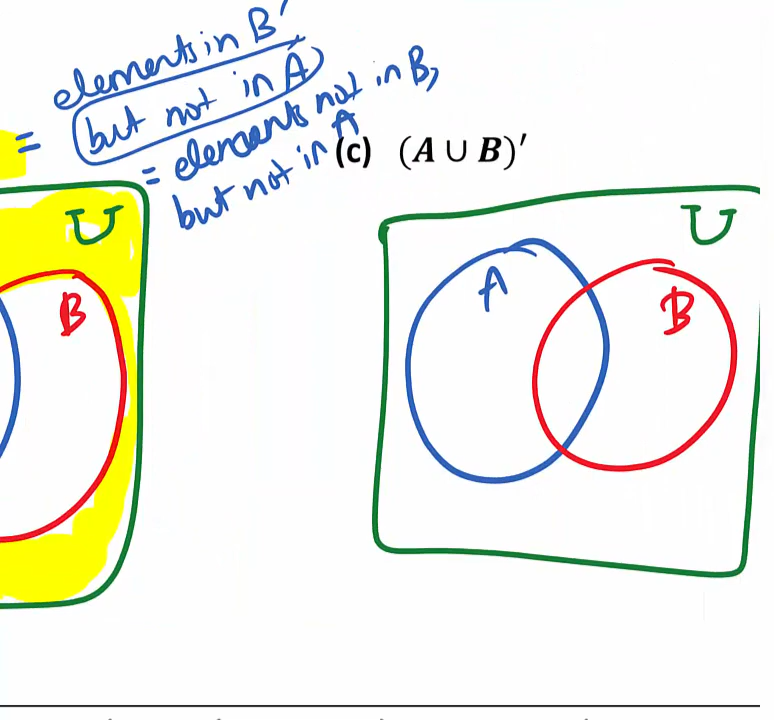 elements in B'
= but not in A
= elements not in B,
but not in A
(c) (A ∪ B)'
U
B
U
A
B